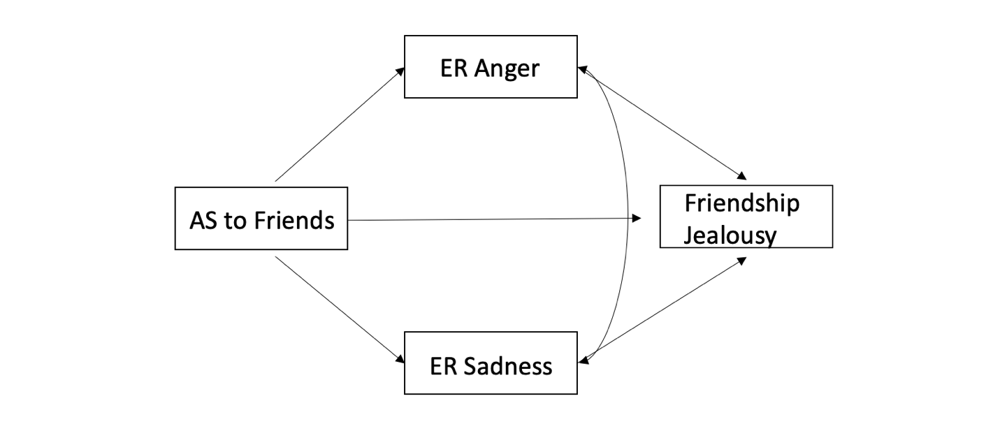 ER Anger
AS to Friends
Friendship
Jealousy
ER Sadness